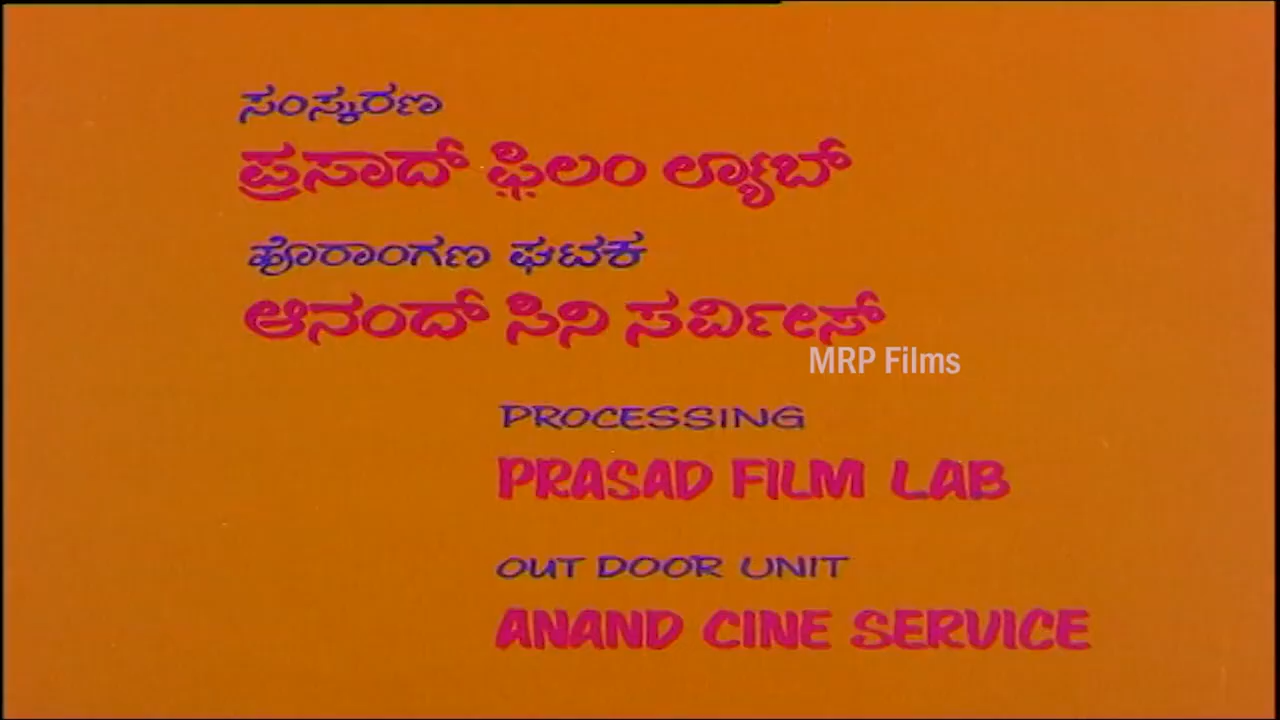 ಸಂಸ್ಕರಣ
ಪ್ರಸಾದ್ ಫ಼ಿಲಂ ಲ್ಯಾಬ್
ಹೊರಾಂಗಣ ಘಟಕ
ಆನಂದ್ ಸಿನಿ ಸರ್ವೀಸ್
MRP Films
PROCESSING
PRASAD FILM LAB
OUT DOOR UNIT
ANAND CINE SERVICE